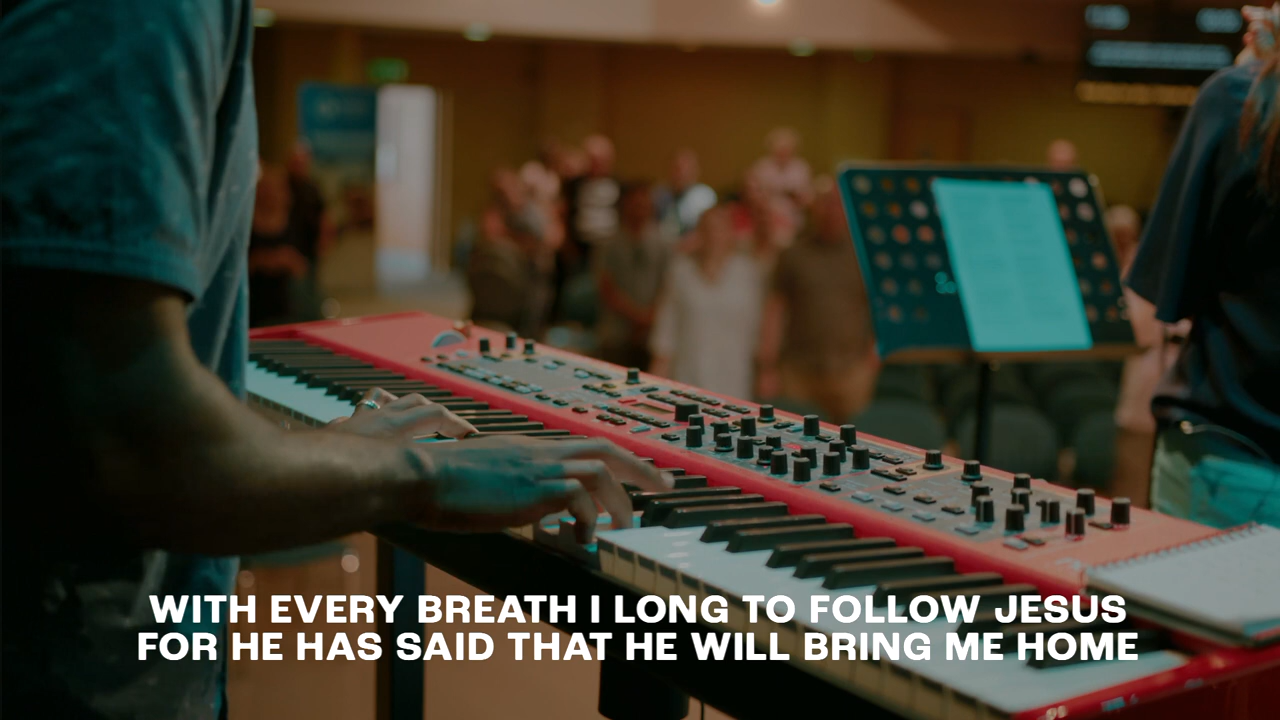 WITH EVERY BREATH I LONG TO FOLLOW JESUS
FOR HE HAS SAID THAT HE WILL BRING ME HOME